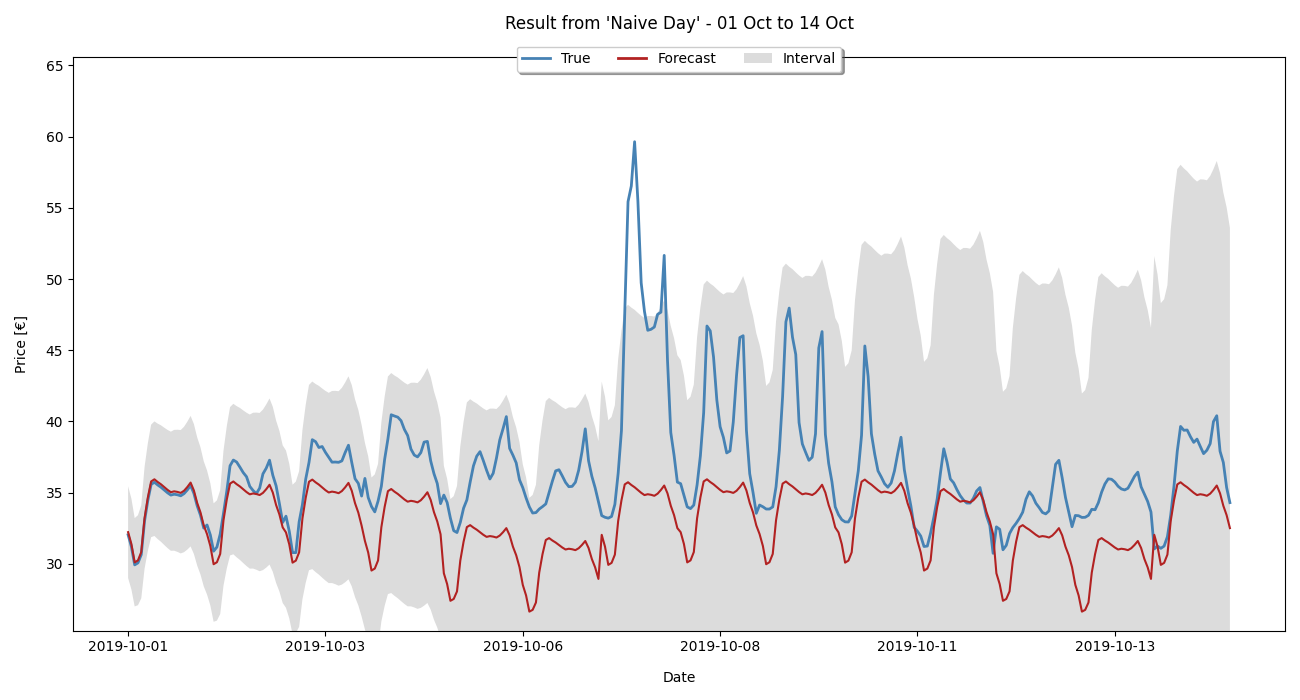 Result from 'Naive Day' - 01 Oct to 14 Oct
True Forecast Interval
65
60
55
50
45
40
35
30
Price [€]
2019-10-01 2019-10-03 2019-10-06 2019-10-08 2019-10-11 2019-10-13
Date